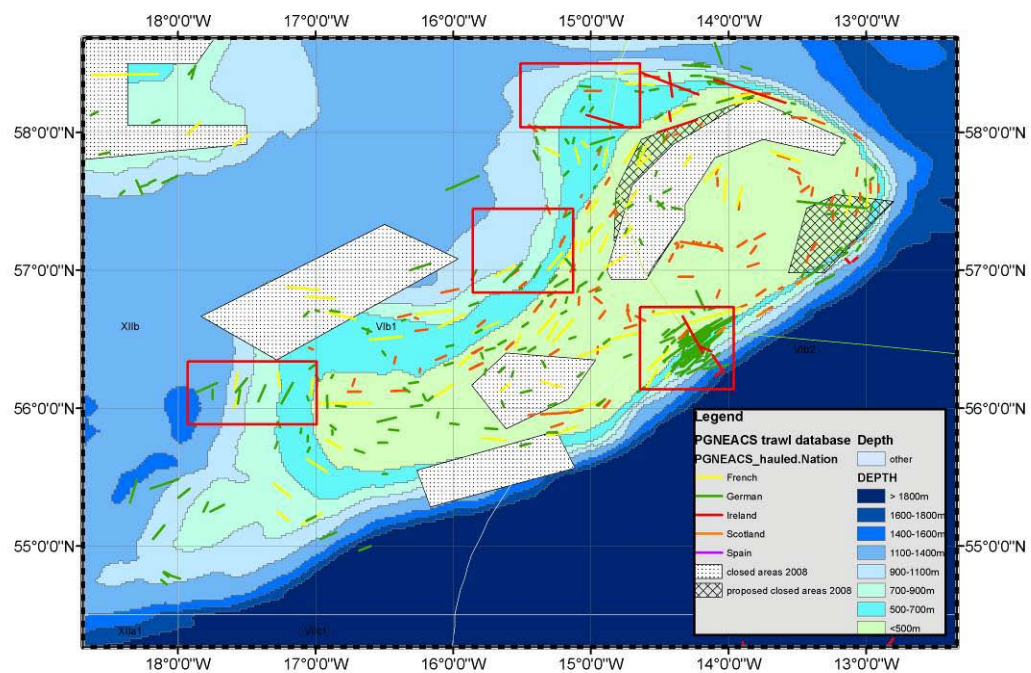 18°0'0"W 17°0'0"W 16°0'0"W 15°0'0"W 14°0'0"W 13°0'0"W
58°0'0"N 58°0'0"N
57°0'0"N 57°0'0"N
XIIb VIb1 VIb2
56°0'0"N 56°0'0"N
55°0'0"N 55°0'0"N
XIIa1
18°0'0"W 17°0'0"W 16°0'0"W 15°0'0"W 14°0'0"W 13°0'0"W
Legend
PGNEACS trawl database
PGNEACS_hauled.Nation
French
German
Ireland
Scotland
Spain
closed areas 2008
proposed closed areas 2008
Depth
other
DEPTH
> 1800m
1600-1800m
1400-1600m
1100-1400m
900-1100m
700-900m
500-700m
<500m